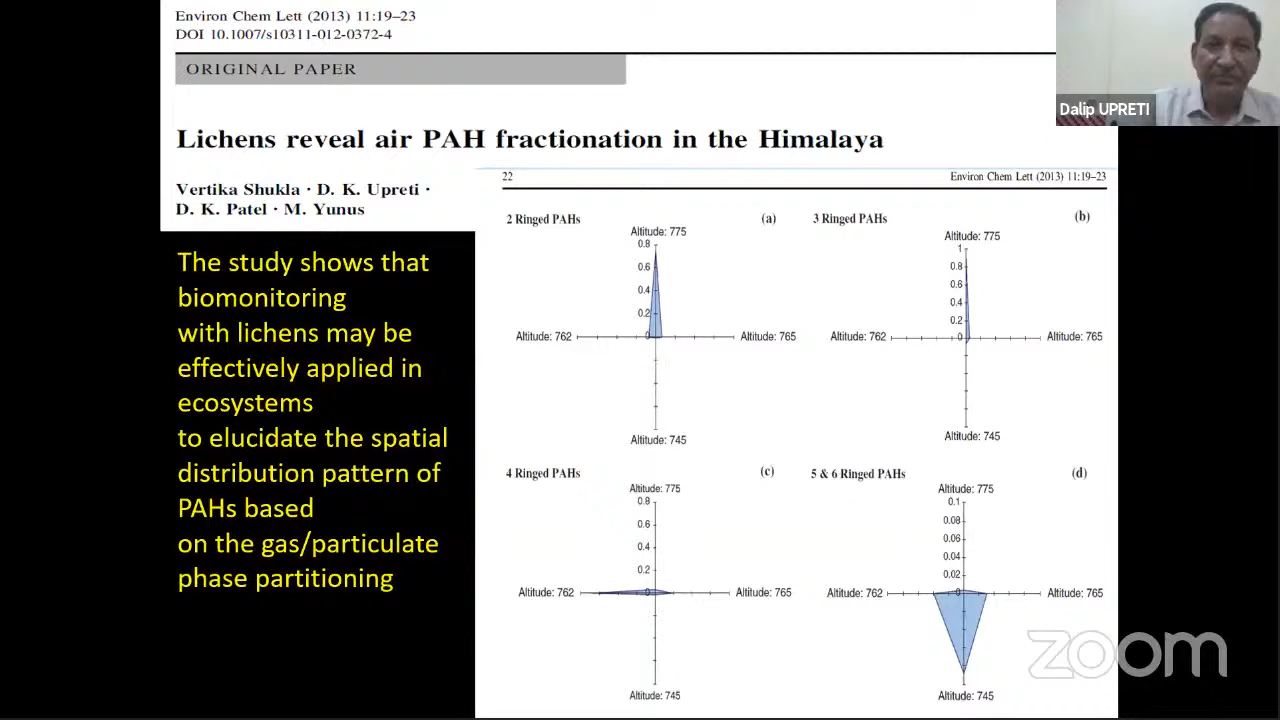 Environ Chem Lett (2013) 11:19–23
DOI 10.1007/s10311-012-0372-4
ORIGINAL PAPER
Dalip UPRETI
Lichens reveal air PAH fractionation in the Himalaya
Vertika Shukla · D. K. Upreti ·
D. K. Patel · M. Yunus
22
Environ Chem Lett (2013) 11:19–23
The study shows that
biomonitoring
with lichens may be
effectively applied in
ecosystems
to elucidate the spatial
distribution pattern of
PAHs based
on the gas/particulate
phase partitioning
2 Ringed PAHs
(a)
Altitude: 775
0.8
0.6
0.4
0.2
0
Altitude: 762
Altitude: 765
Altitude: 745
3 Ringed PAHs
(b)
Altitude: 775
1
0.8
0.6
0.4
0.2
0
Altitude: 762
Altitude: 765
Altitude: 745
4 Ringed PAHs
(c)
Altitude: 775
0.8
0.6
0.4
0.2
0
Altitude: 762
Altitude: 765
Altitude: 745
5 & 6 Ringed PAHs
(d)
Altitude: 775
0.1
0.08
0.06
0.04
0.02
0
Altitude: 762
Altitude: 765
Altitude: 745
zoom